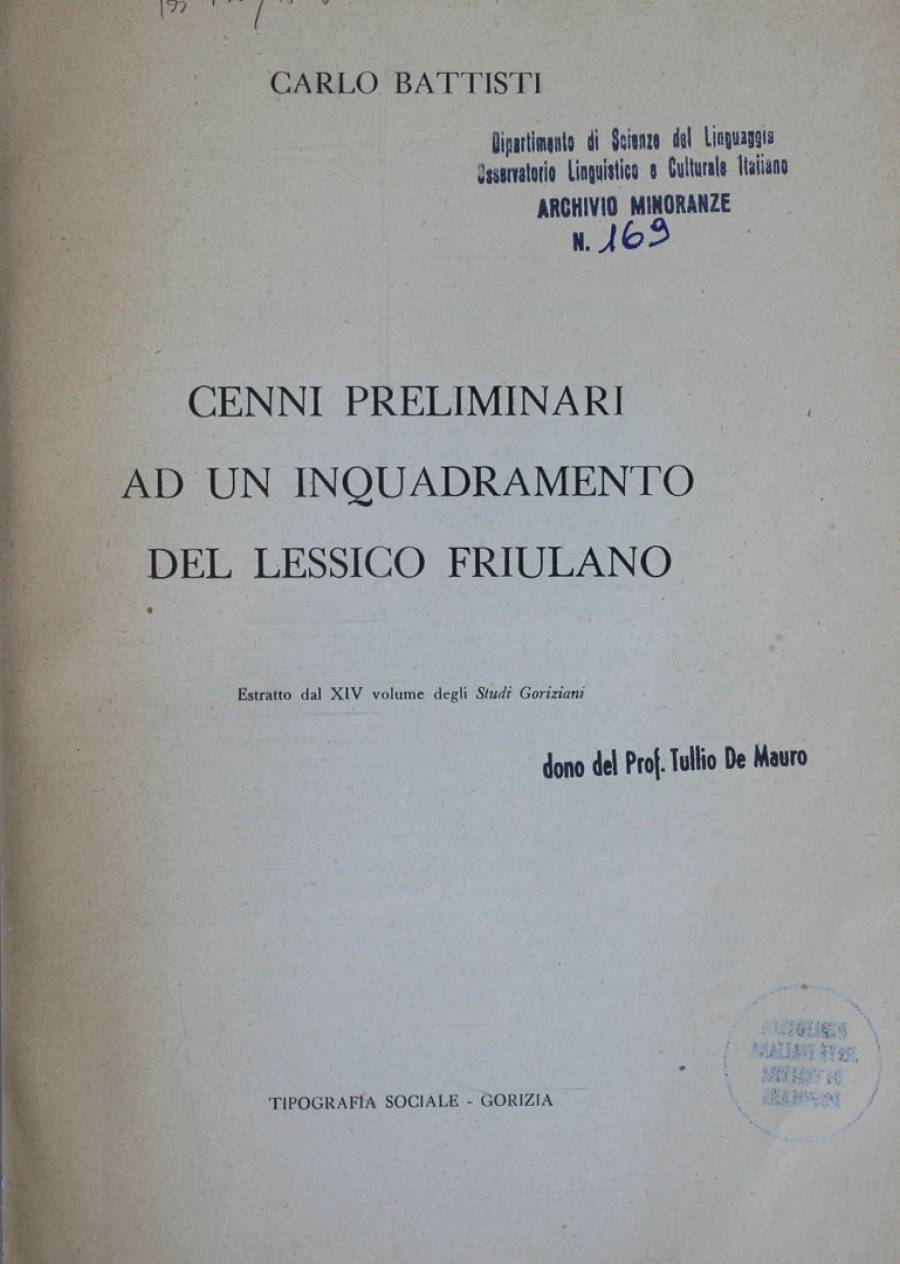 CARLO BATTISTI
Dipartimento di Scienze del Linguaggio
Osservatorio Linguistico e Culturale Italiano
ARCHIVIO MINORANZE
N. 169
CENNI PRELIMINARI
AD UN INQUADRAMENTO
DEL LESSICO FRIULANO
Estratto dal XIV volume degli Studi Goriziani
dono del Prof. Tullio De Mauro
TIPOGRAFIA SOCIALE - GORIZIA